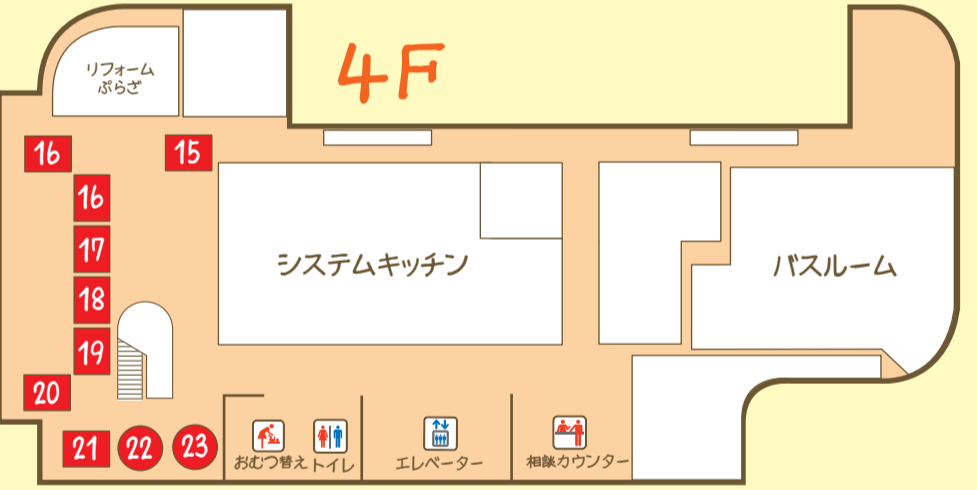 4F
リフォーム
ぷらざ
16
15
16
17
18
19
20
21
22
23
システムキッチン
バスルーム
おむつ替え
トイレ
エレベーター
相談カウンター